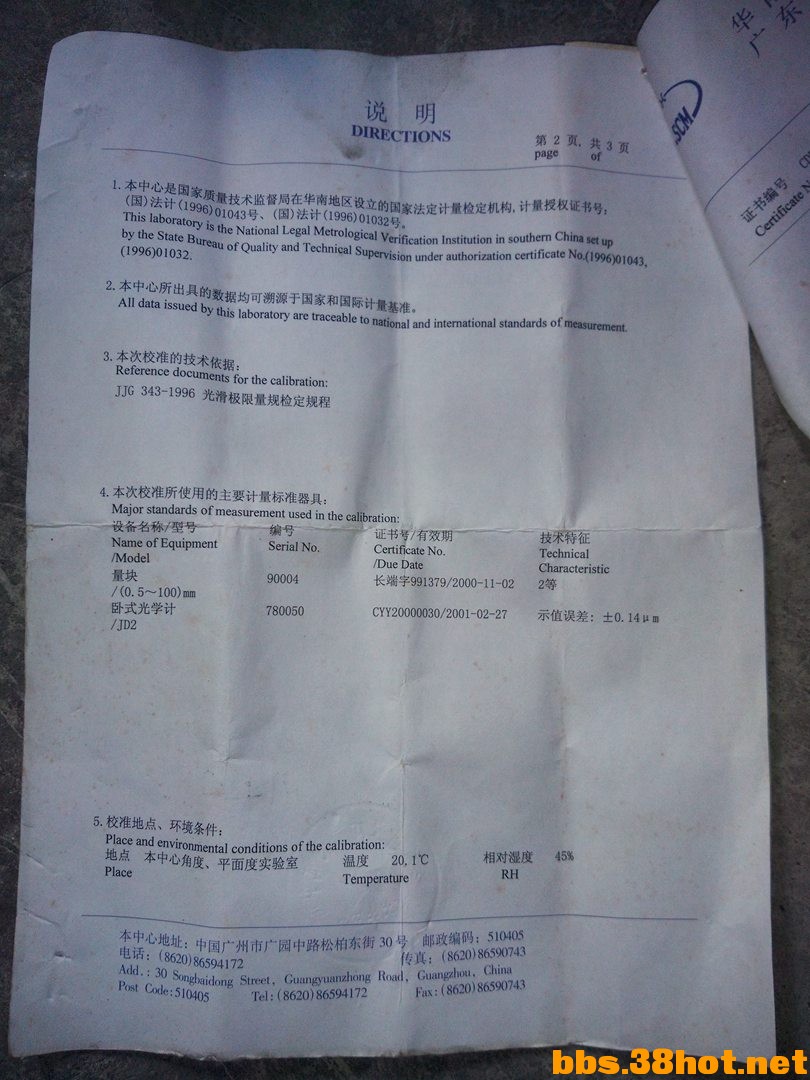 说 明
DIRECTIONS
第 2 页, 共 3 页
page of
1. 本中心是国家质量技术监督局在华南地区设立的国家法定计量检定机构, 计量授权证书号:
(国)法计(1996)01043号、(国)法计(1996)01032号。
This laboratory is the National Legal Metrological Verification Institution in southern China set up
by the State Bureau of Quality and Technical Supervision under authorization certificate No.(1996)01043,
(1996)01032.
2. 本中心所出具的数据均可溯源于国家和国际计量基准。
All data issued by this laboratory are traceable to national and international standards of measurement.
3. 本次校准的技术依据:
Reference documents for the calibration:
JJG 343-1996 光滑极限量规检定规程
4. 本次校准所使用的主要计量标准器具:
Major standards of measurement used in the calibration:
设备名称/型号 编号 证书号/有效期 技术特征
Name of Equipment Serial No. Certificate No. Technical
/Model /Due Date Characteristic
量块 90004 长端字991379/2000-11-02 2等
/(0.5～100)mm
卧式光学计 780050 CYY20000030/2001-02-27 示值误差: ±0.14μm
/JD2
5. 校准地点、环境条件:
Place and environmental conditions of the calibration:
地点 本中心角度、平面度实验室 温度 20.1℃ 相对湿度 45%
Place Temperature RH
本中心地址: 中国广州市广园中路松柏东街 30 号 邮政编码: 510405
电话: (8620)86594172 传真: (8620)86590743
Add.: 30 Songbaidong Street, Guangyuanzhong Road, Guangzhou, China
Post Code:510405 Tel:(8620)86594172 Fax:(8620)86590743
华
广 东
SCM
证书编号
Certificate
bbs.38hot.net